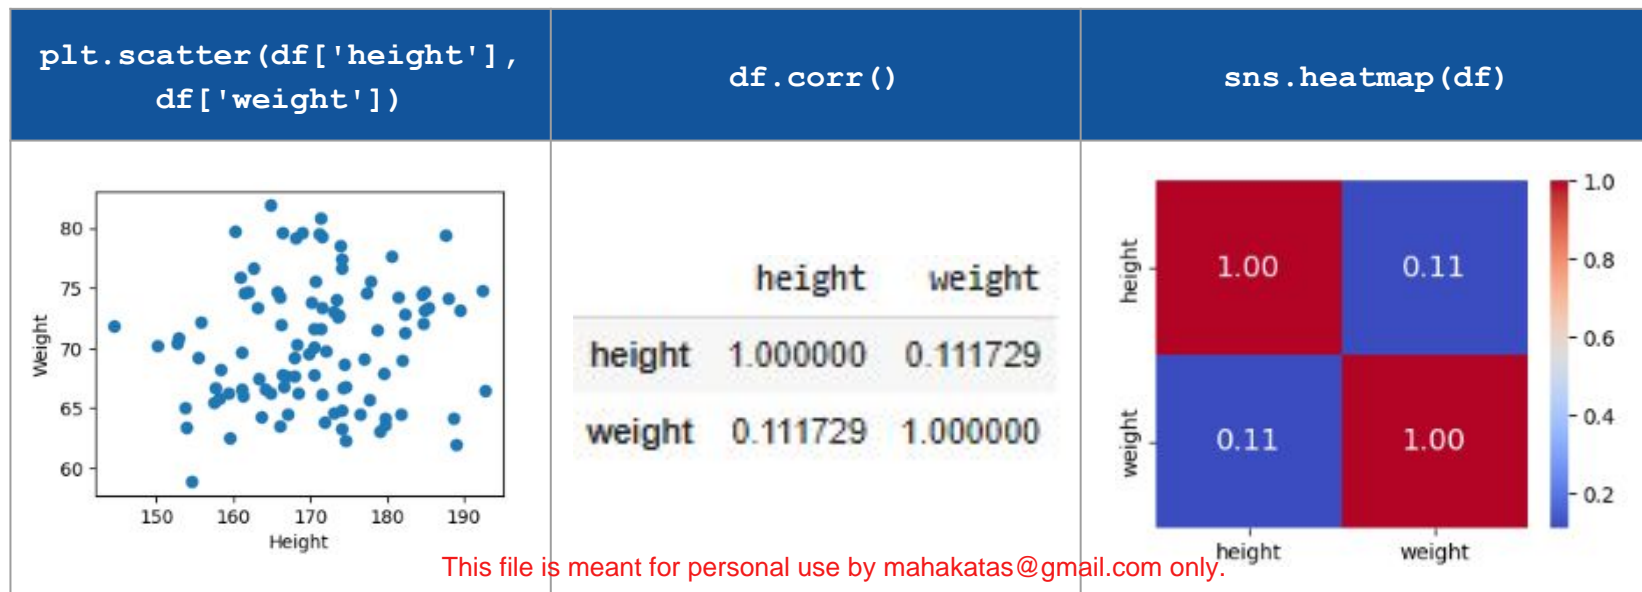 plt.scatter(df['height'],
df['weight'])
df.corr()
sns.heatmap(df)
80
75
70
65
60
Weight
150 160 170 180 190
Height
height weight
height 1.000000 0.111729
weight 0.111729 1.000000
height
weight
1.00 0.11
0.11 1.00
height weight
1.0
0.8
0.6
0.4
0.2
This file is meant for personal use by mahakatas@gmail.com only.